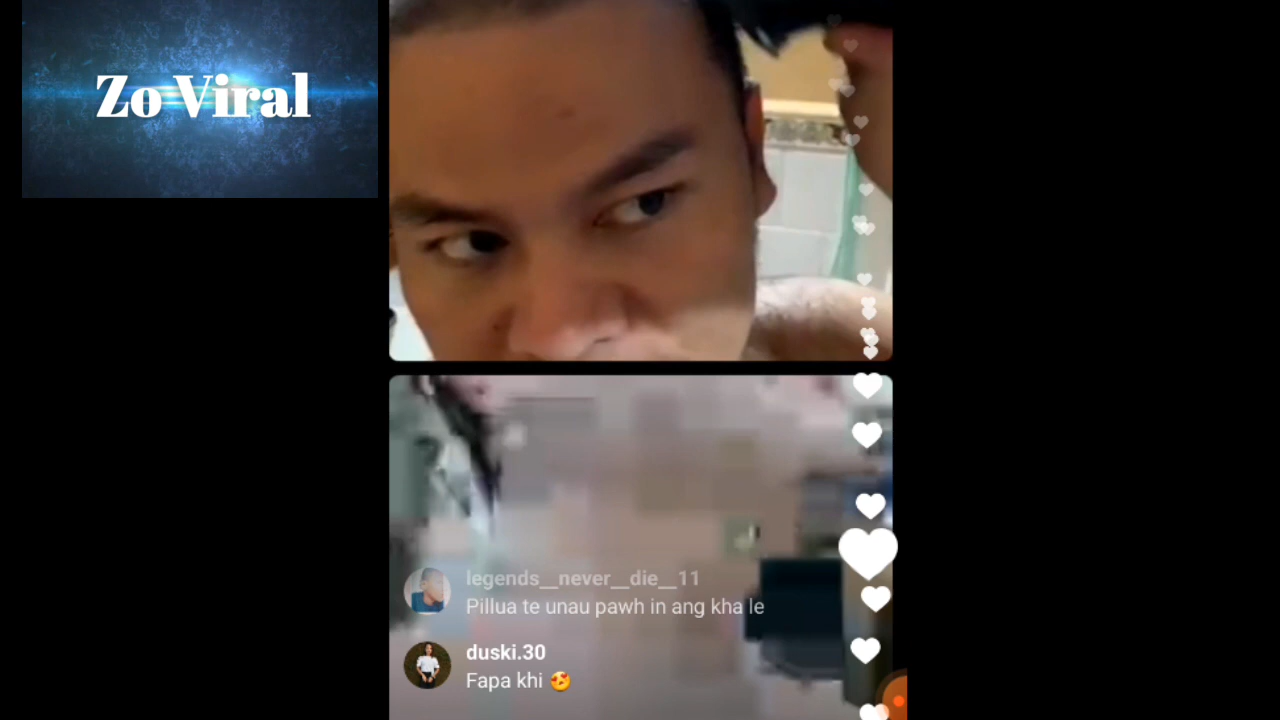 Zo Viral
legends__never__die__11
Pillua te unau pawh in ang kha le
duski.30
Fapa khi 😍